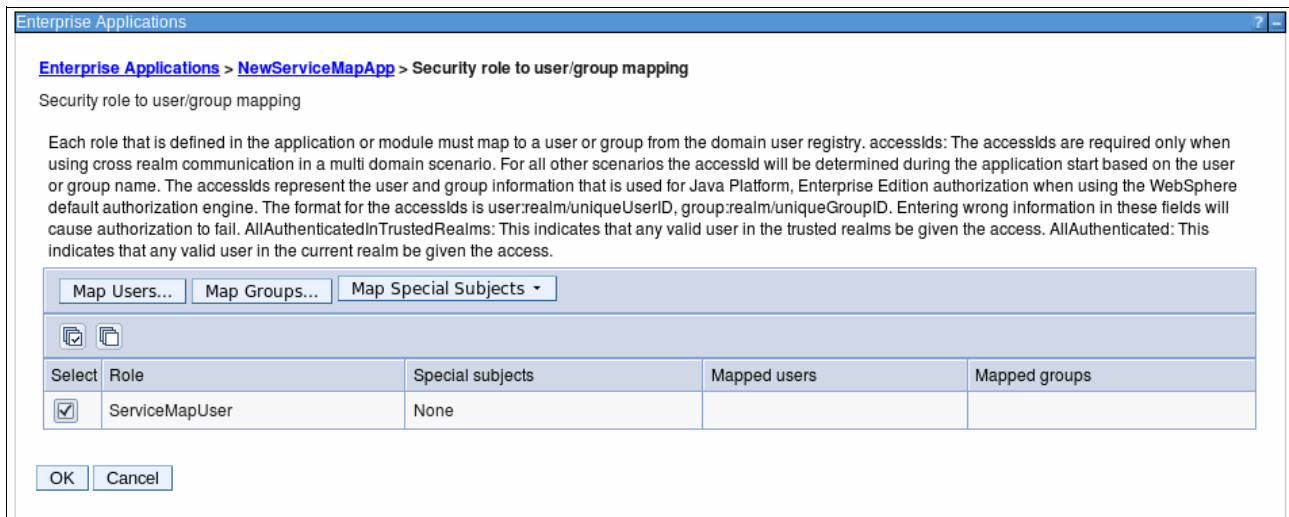 Enterprise Applications ? –
Enterprise Applications > NewServiceMapApp > Security role to user/group mapping
Security role to user/group mapping
Each role that is defined in the application or module must map to a user or group from the domain user registry. accessIds: The accessIds are required only when
using cross realm communication in a multi domain scenario. For all other scenarios the accessId will be determined during the application start based on the user
or group name. The accessIds represent the user and group information that is used for Java Platform, Enterprise Edition authorization when using the WebSphere
default authorization engine. The format for the accessIds is user:realm/uniqueUserID, group:realm/uniqueGroupID. Entering wrong information in these fields will
cause authorization to fail. AllAuthenticatedInTrustedRealms: This indicates that any valid user in the trusted realms be given the access. AllAuthenticated: This
indicates that any valid user in the current realm be given the access.
Map Users... Map Groups... Map Special Subjects
Select Role Special subjects Mapped users Mapped groups
ServiceMapUser None
OK Cancel